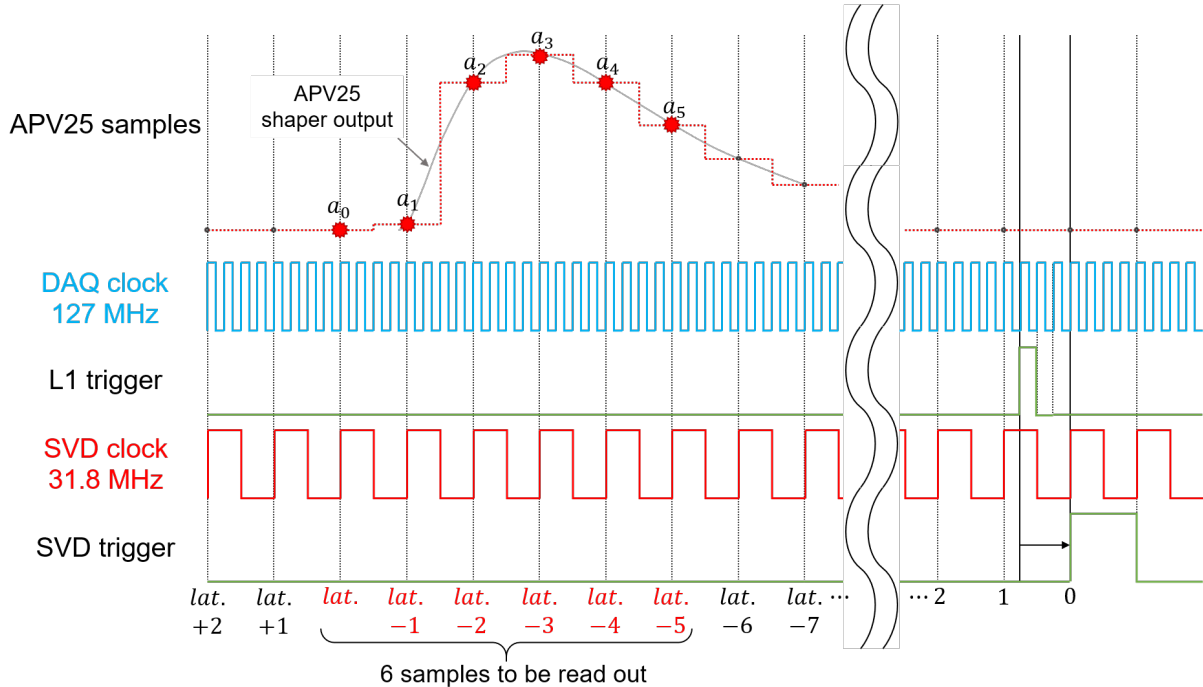 a₃
a₂
a₄
APV25
shaper output
a₅
APV25 samples
a₀
a₁
DAQ clock
127 MHz
L1 trigger
SVD clock
31.8 MHz
SVD trigger
lat. lat. lat. lat. lat. lat. lat. lat. lat. lat. ⋯ ⋯ 2 1 0
+2 +1 −1 −2 −3 −4 −5 −6 −7
6 samples to be read out